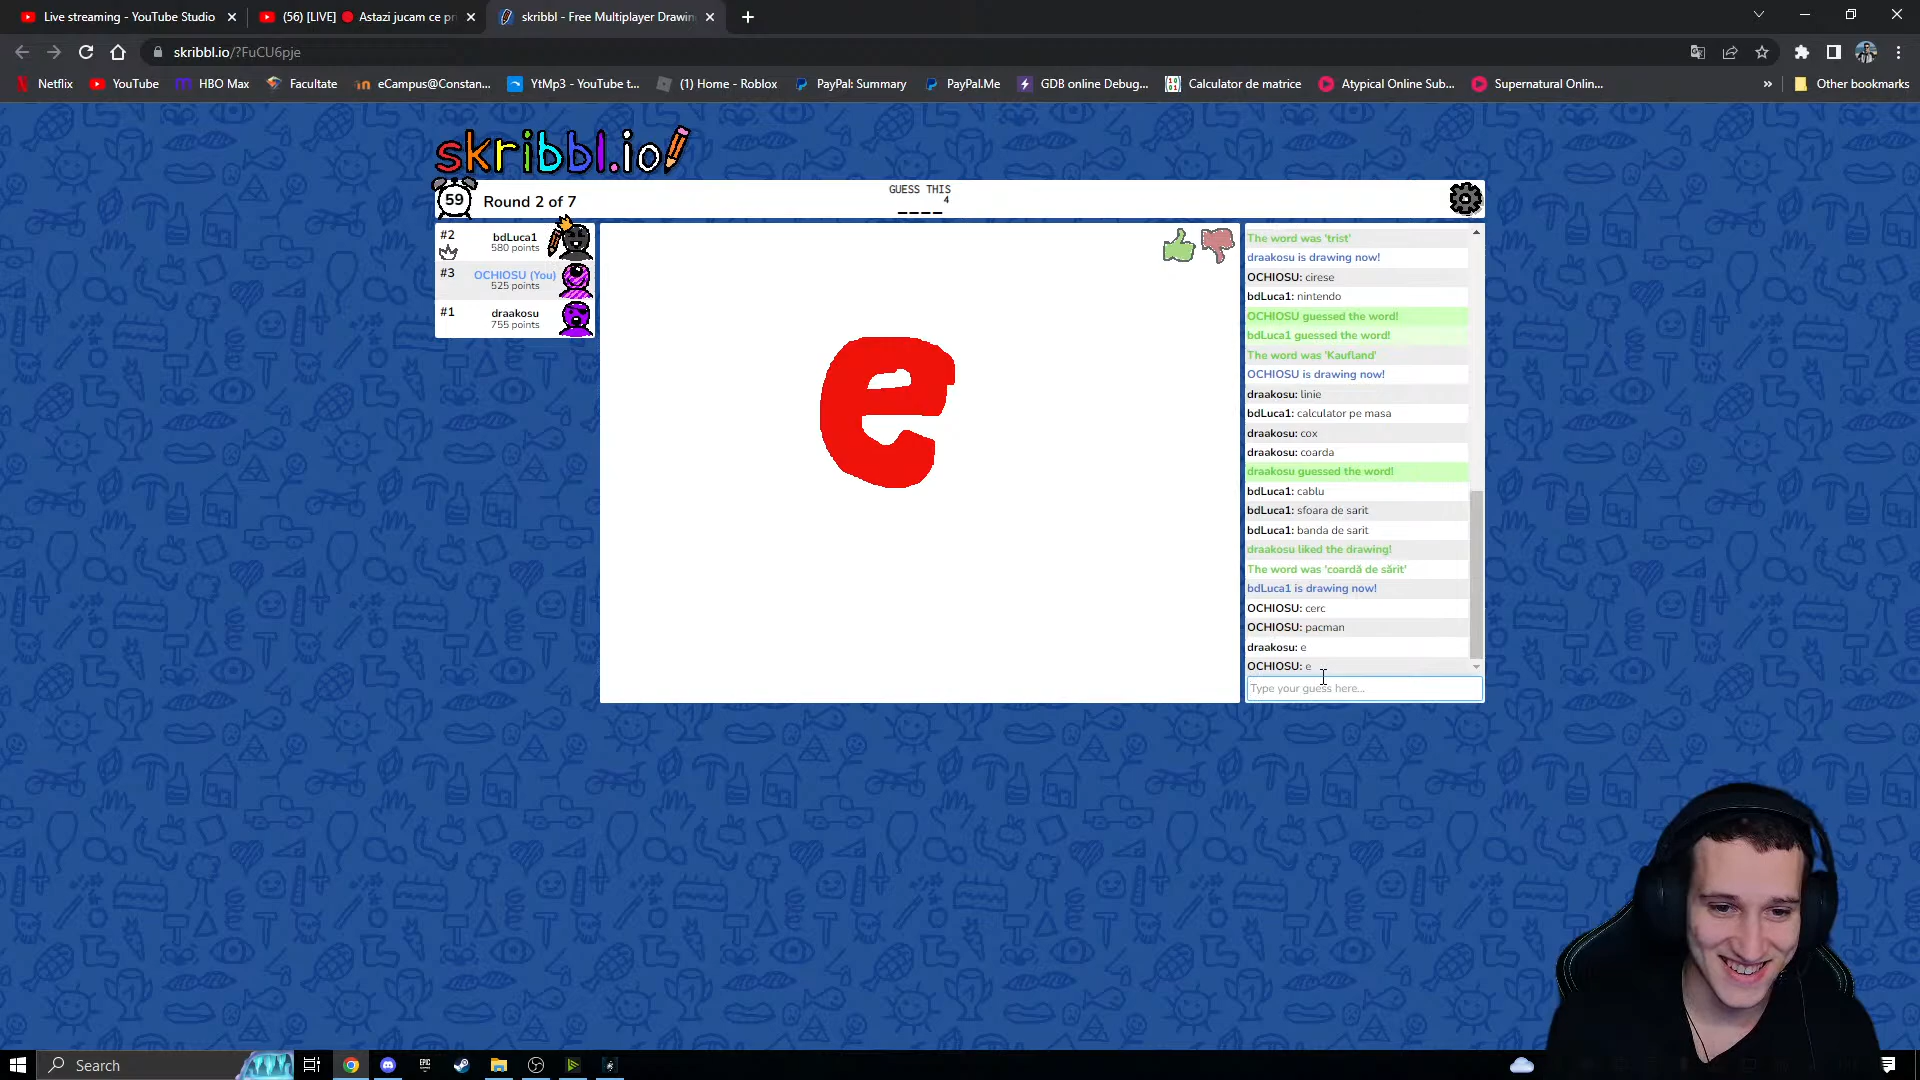 Live streaming - YouTube Studio
(56) [LIVE] Astazi jucam ce pri
skribbl - Free Multiplayer Drawin
skribbl.io/?FuCU6pje
Netflix
YouTube
HBO Max
Facultate
eCampus@Constan...
YtMp3 - YouTube t...
(1) Home - Roblox
PayPal: Summary
PayPal.Me
GDB online Debug...
Calculator de matrice
Atypical Online Sub...
Supernatural Onlin...
Other bookmarks
skribbl.io
59
Round 2 of 7
GUESS THIS
4
____
#2
bdLuca1
580 points
#3
OCHIOSU (You)
525 points
#1
draakosu
755 points
e
The word was 'trist'
draakosu is drawing now!
OCHIOSU: cirese
bdLuca1: nintendo
OCHIOSU guessed the word!
bdLuca1 guessed the word!
The word was 'Kaufland'
OCHIOSU is drawing now!
draakosu: linie
bdLuca1: calculator pe masa
draakosu: cox
draakosu: coarda
draakosu guessed the word!
bdLuca1: cablu
bdLuca1: sfoara de sarit
bdLuca1: banda de sarit
draakosu liked the drawing!
The word was 'coardă de sărit'
bdLuca1 is drawing now!
OCHIOSU: cerc
OCHIOSU: pacman
draakosu: e
OCHIOSU: e
Type your guess here...
Search